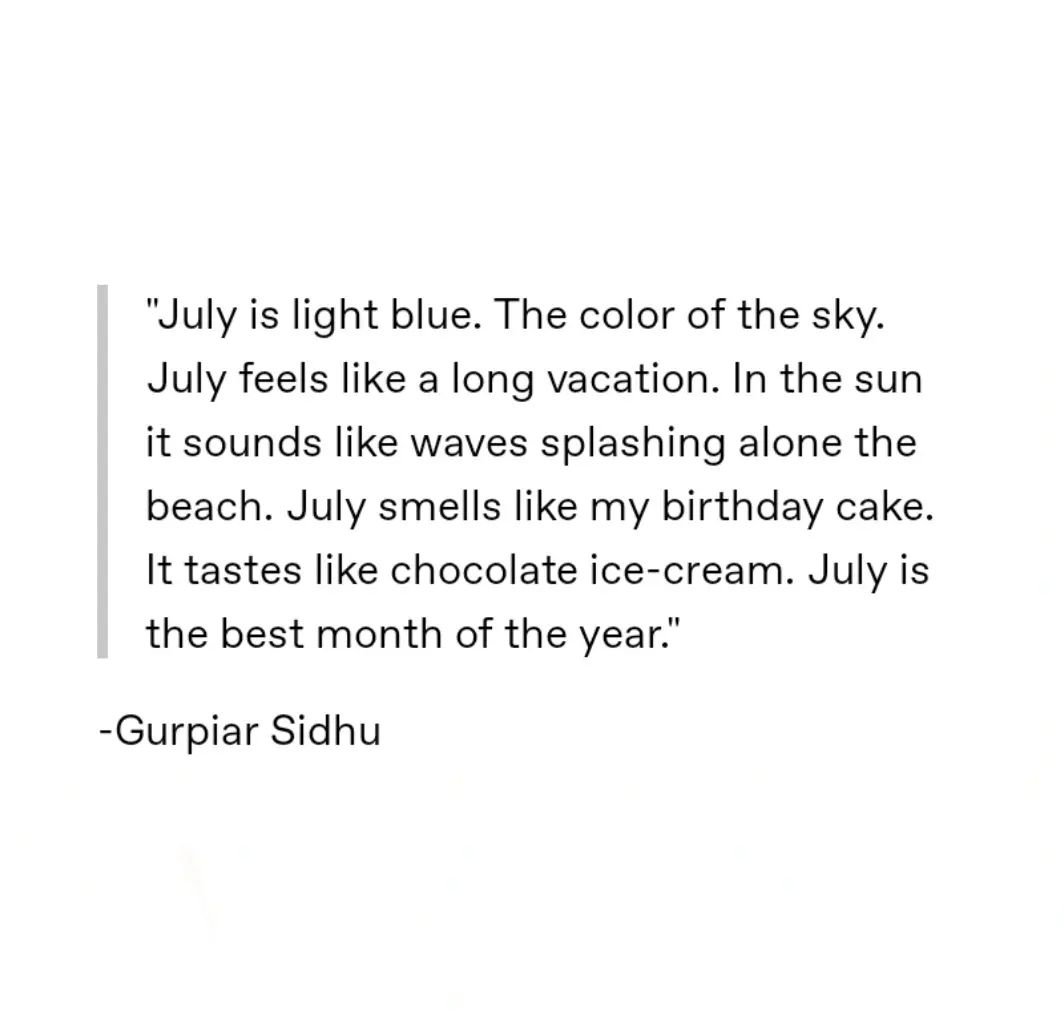 "July is light blue. The color of the sky.
July feels like a long vacation. In the sun
it sounds like waves splashing alone the
beach. July smells like my birthday cake.
It tastes like chocolate ice-cream. July is
the best month of the year."
-Gurpiar Sidhu